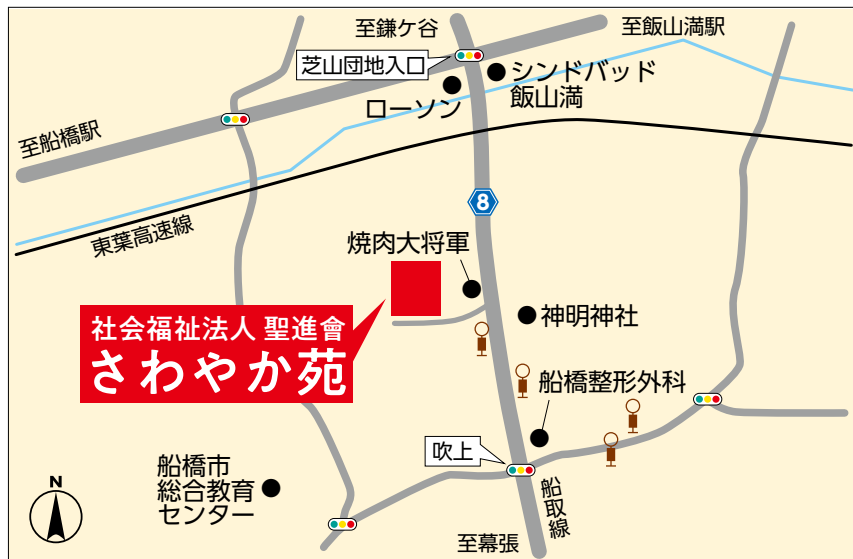 至鎌ケ谷
至飯山満駅
芝山団地入口
シンドバッド
飯山満
ローソン
至船橋駅
8
東葉高速線
焼肉大将軍
社会福祉法人 聖進會
さわやか苑
神明神社
船橋整形外科
吹上
船橋市
総合教育
センター
船取線
N
至幕張